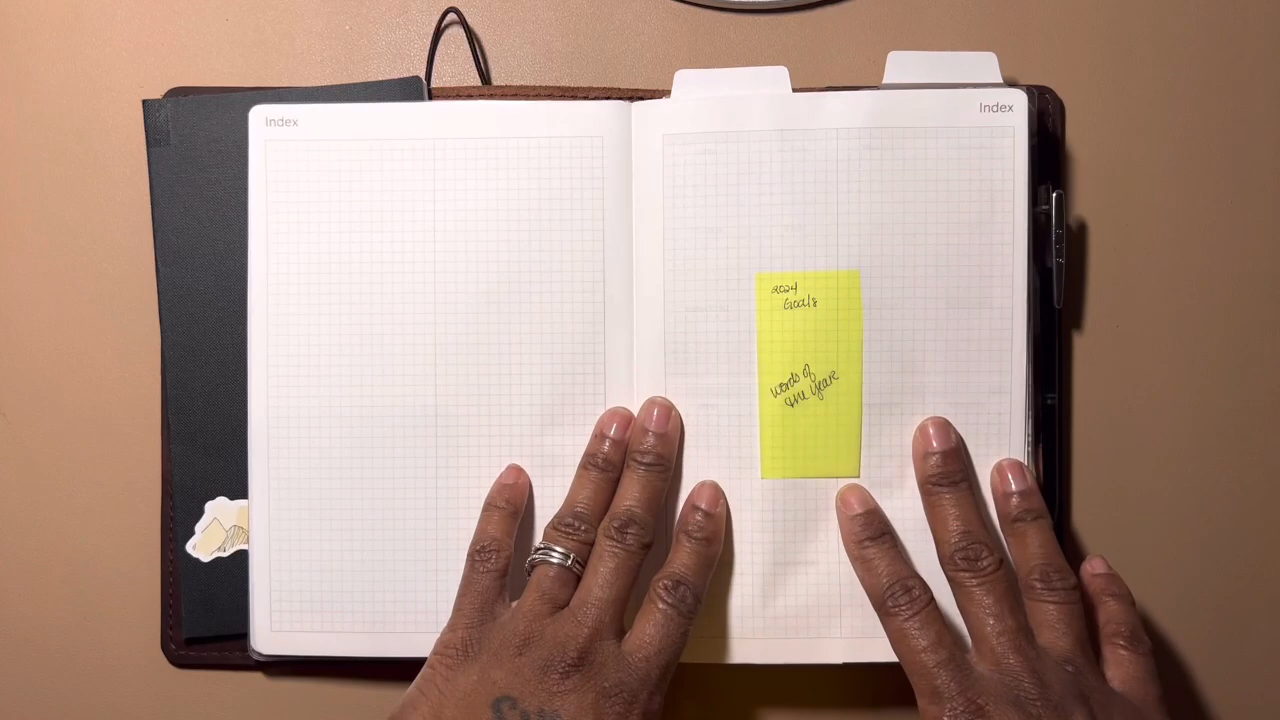 Index
Index
2024
Goals
words of
the Year